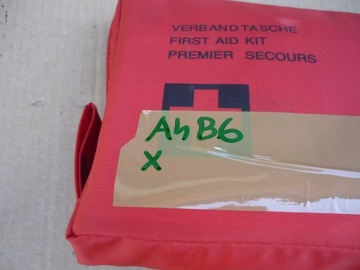 VERBANDTASCHE
FIRST AID KIT
PREMIER SECOURS
A4B6
X